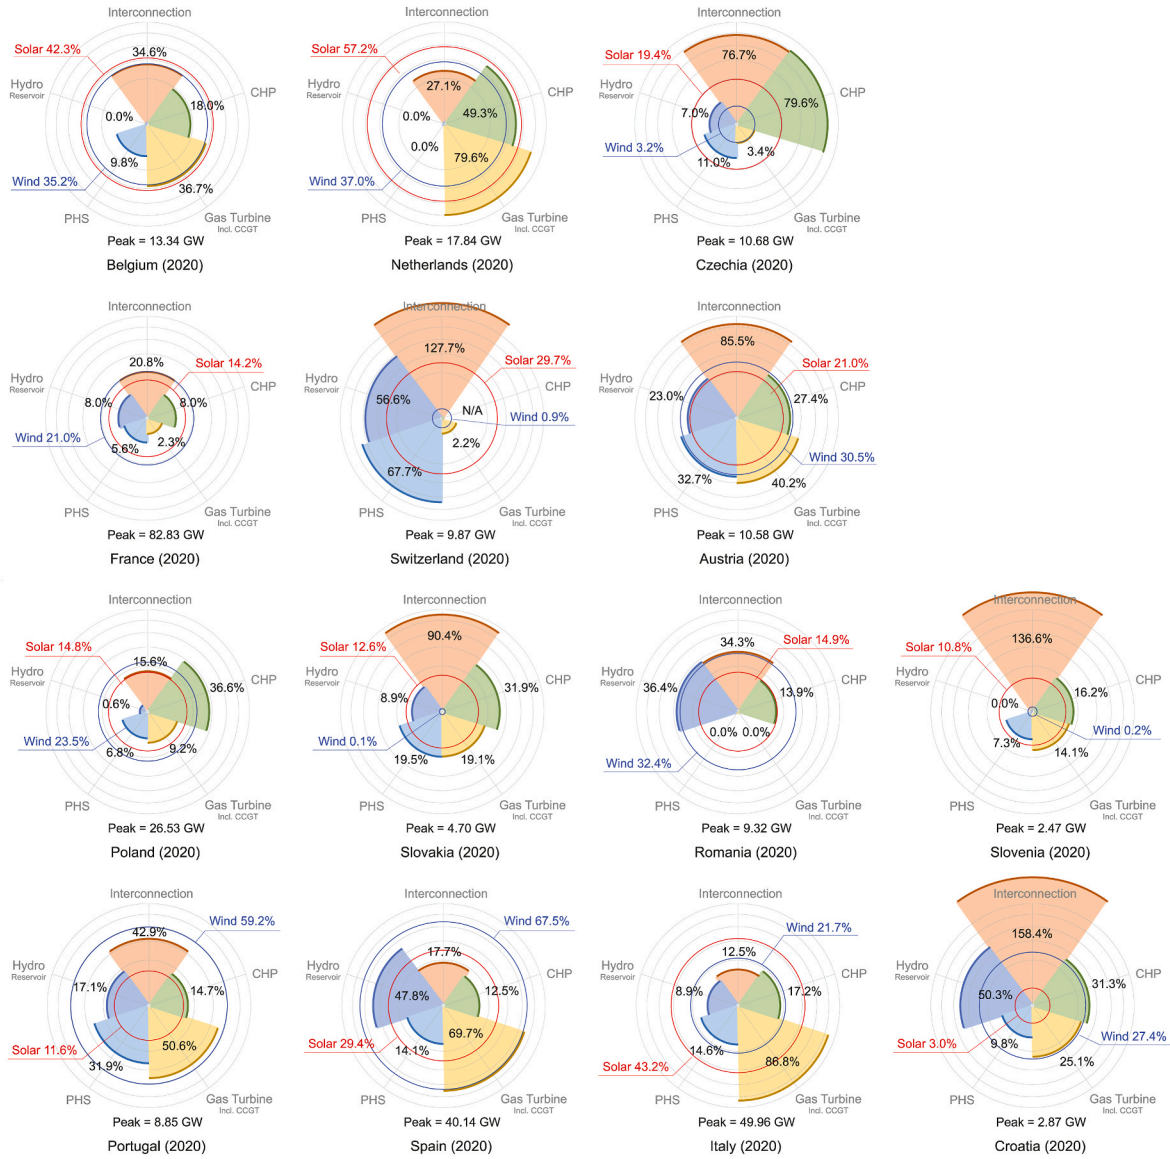 Interconnection
Solar 42.3%
34.6%
Hydro
Reservoir
CHP
18.0%
0.0%
9.8%
Wind 35.2%
36.7%
PHS
Gas Turbine
Incl. CCGT
Peak = 13.34 GW
Belgium (2020)
Interconnection
Solar 57.2%
Hydro
Reservoir
27.1%
CHP
0.0%
49.3%
0.0%
79.6%
Wind 37.0%
PHS
Gas Turbine
Incl. CCGT
Peak = 17.84 GW
Netherlands (2020)
Interconnection
Solar 19.4%
76.7%
Hydro
Reservoir
CHP
79.6%
7.0%
Wind 3.2%
11.0%
3.4%
PHS
Gas Turbine
Incl. CCGT
Peak = 10.68 GW
Czechia (2020)
Interconnection
20.8%
Solar 14.2%
Hydro
Reservoir
CHP
8.0%
8.0%
Wind 21.0%
5.6%
2.3%
PHS
Gas Turbine
Incl. CCGT
Peak = 82.83 GW
France (2020)
Interconnection
127.7%
Solar 29.7%
Hydro
Reservoir
CHP
56.6%
N/A
Wind 0.9%
2.2%
67.7%
PHS
Gas Turbine
Incl. CCGT
Peak = 9.87 GW
Switzerland (2020)
Interconnection
85.5%
Solar 21.0%
Hydro
Reservoir
CHP
23.0%
27.4%
Wind 30.5%
32.7%
40.2%
PHS
Gas Turbine
Incl. CCGT
Peak = 10.58 GW
Austria (2020)
Interconnection
Solar 14.8%
15.6%
Hydro
Reservoir
CHP
36.6%
0.6%
Wind 23.5%
6.8%
9.2%
PHS
Gas Turbine
Incl. CCGT
Peak = 26.53 GW
Poland (2020)
Interconnection
Solar 12.6%
90.4%
Hydro
Reservoir
CHP
31.9%
8.9%
Wind 0.1%
19.5%
19.1%
PHS
Gas Turbine
Incl. CCGT
Peak = 4.70 GW
Slovakia (2020)
Interconnection
34.3%
Solar 14.9%
Hydro
Reservoir
CHP
36.4%
13.9%
0.0%
0.0%
Wind 32.4%
PHS
Gas Turbine
Incl. CCGT
Peak = 9.32 GW
Romania (2020)
Interconnection
Solar 10.8%
136.6%
Hydro
Reservoir
CHP
16.2%
0.0%
Wind 0.2%
7.3%
14.1%
PHS
Gas Turbine
Incl. CCGT
Peak = 2.47 GW
Slovenia (2020)
Interconnection
Wind 59.2%
42.9%
Hydro
Reservoir
CHP
17.1%
14.7%
Solar 11.6%
50.6%
31.9%
PHS
Gas Turbine
Incl. CCGT
Peak = 8.85 GW
Portugal (2020)
Interconnection
Wind 67.5%
17.7%
Hydro
Reservoir
CHP
47.8%
12.5%
69.7%
Solar 29.4%
14.1%
PHS
Gas Turbine
Incl. CCGT
Peak = 40.14 GW
Spain (2020)
Interconnection
Wind 21.7%
12.5%
Hydro
Reservoir
CHP
8.9%
17.2%
14.6%
86.8%
Solar 43.2%
PHS
Gas Turbine
Incl. CCGT
Peak = 49.96 GW
Italy (2020)
Interconnection
158.4%
Hydro
Reservoir
CHP
31.3%
50.3%
Wind 27.4%
Solar 3.0%
9.8%
25.1%
PHS
Gas Turbine
Incl. CCGT
Peak = 2.87 GW
Croatia (2020)